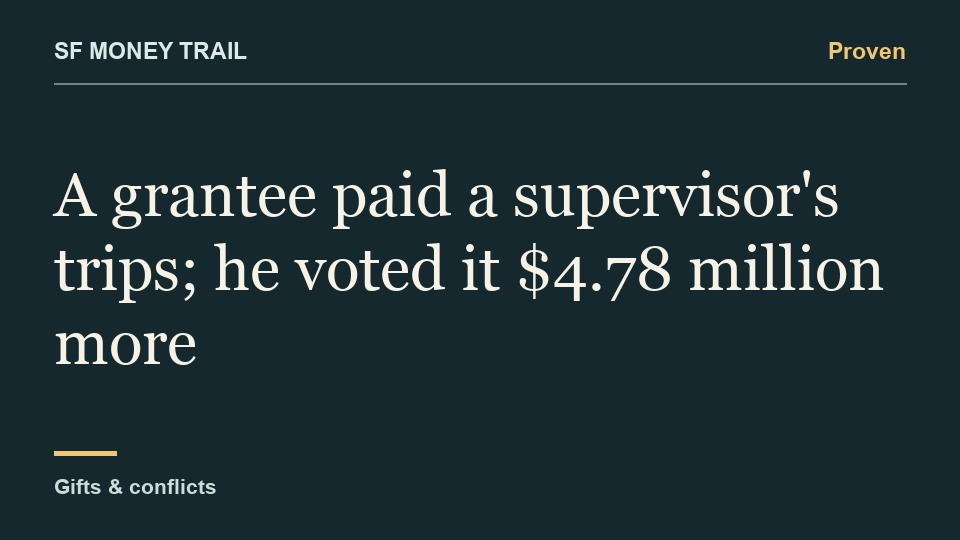 SF MONEY TRAIL
Proven
A grantee paid a supervisor's
trips; he voted it $4.78 million
more
Gifts & conflicts